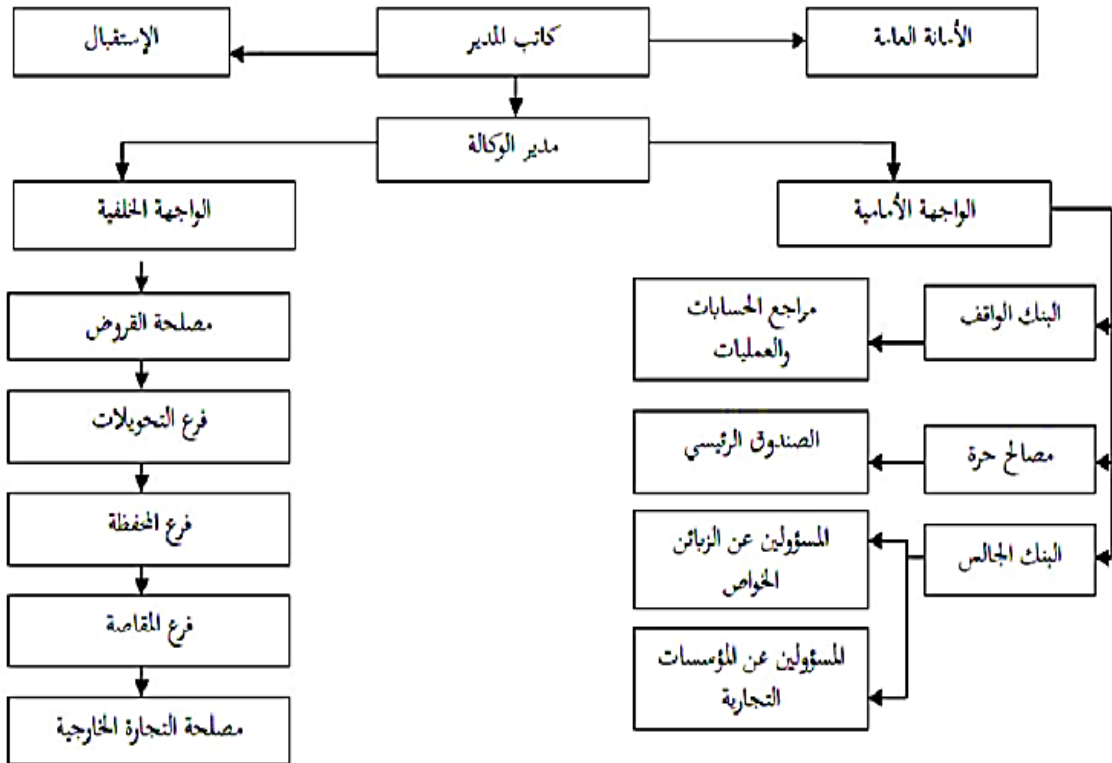 الأمانة العامة
كاتب المدير
الإستقبال
مدير الوكالة
الواجهة الأمامية
الواجهة الخلفية
البنك الواقف
مراجع الحسابات
والعمليات
مصلحة القروض
مصالح حرة
الصندوق الرئيسي
فرع التحويلات
البنك الجالس
المسؤولين عن الزبائن
الخواص
فرع المحفظة
المسؤولين عن المؤسسات
التجارية
فرع المقاصة
مصلحة التجارة الخارجية